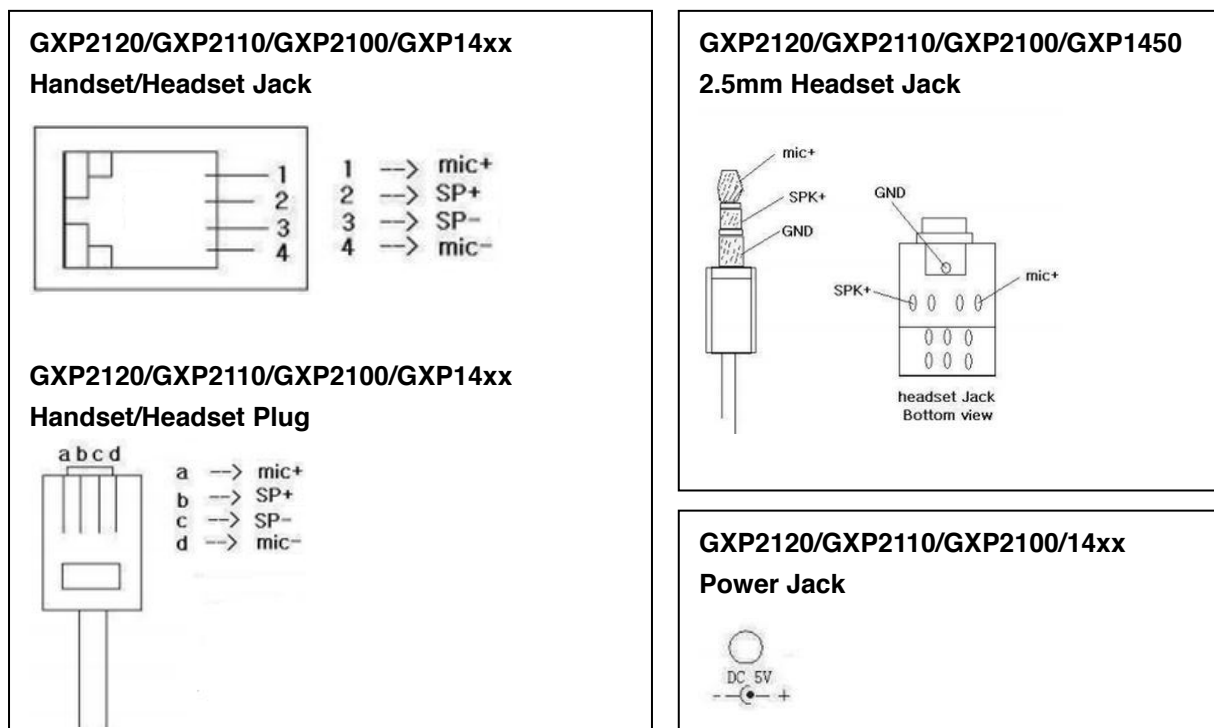 GXP2120/GXP2110/GXP2100/GXP14xx
Handset/Headset Jack
1
2
3
4
1 --> mic+
2 --> SP+
3 --> SP-
4 --> mic-
GXP2120/GXP2110/GXP2100/GXP14xx
Handset/Headset Plug
a b c d
a --> mic+
b --> SP+
c --> SP-
d --> mic-
GXP2120/GXP2110/GXP2100/GXP1450
2.5mm Headset Jack
mic+
SPK+
GND
GND
SPK+
mic+
headset Jack
Bottom view
GXP2120/GXP2110/GXP2100/14xx
Power Jack
DC 5V
- +